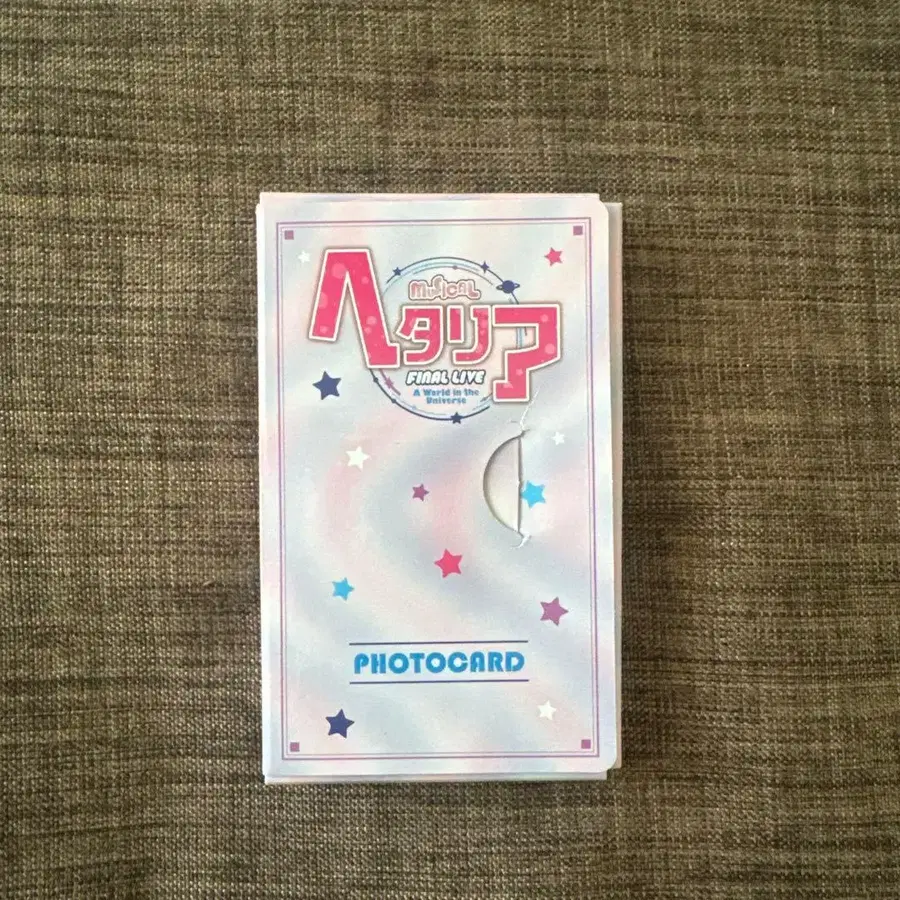 MUSICAL
ヘタリア
FINAL LIVE
A World in the
Universe
PHOTOCARD